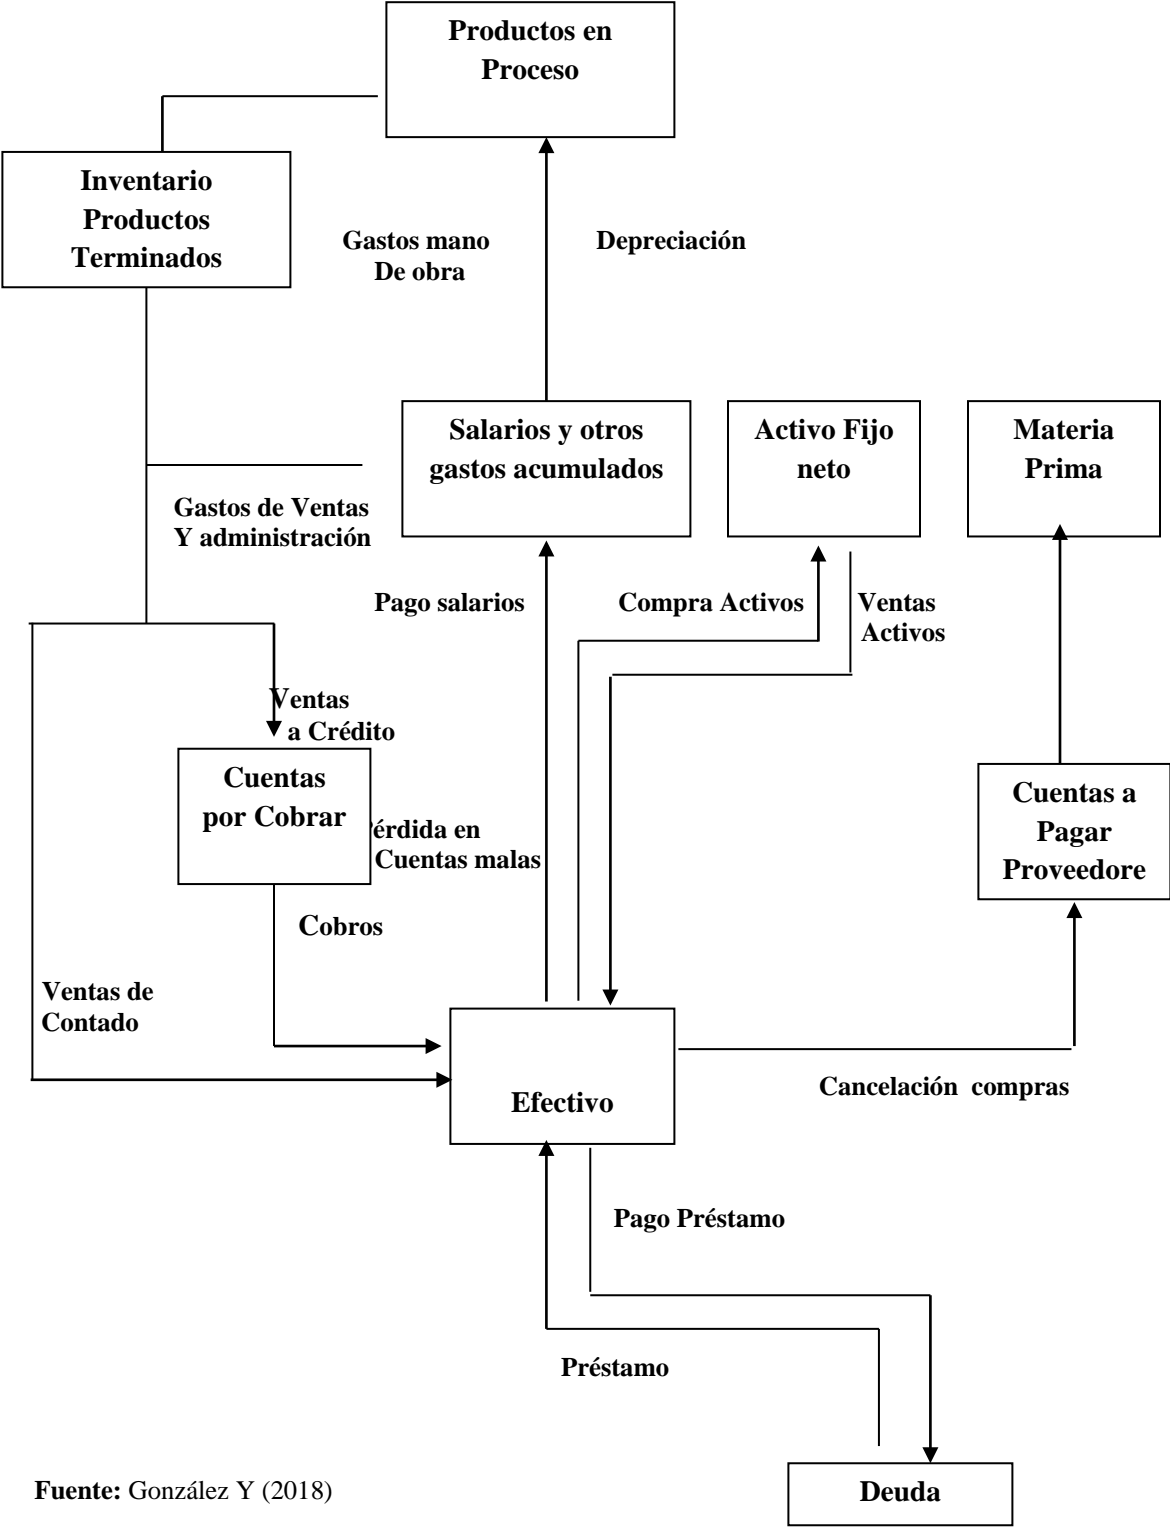 Productos en
Proceso
Inventario
Productos
Terminados
Gastos mano
De obra
Depreciación
Salarios y otros
gastos acumulados
Activo Fijo
neto
Materia
Prima
Gastos de Ventas
Y administración
Pago salarios
Compra Activos
Ventas
Activos
Ventas
a Crédito
Cuentas
por Cobrar
Pérdida en
Cuentas malas
Cuentas a
Pagar
Proveedore
Cobros
Ventas de
Contado
Efectivo
Cancelación compras
Pago Préstamo
Préstamo
Deuda
Fuente: González Y (2018)